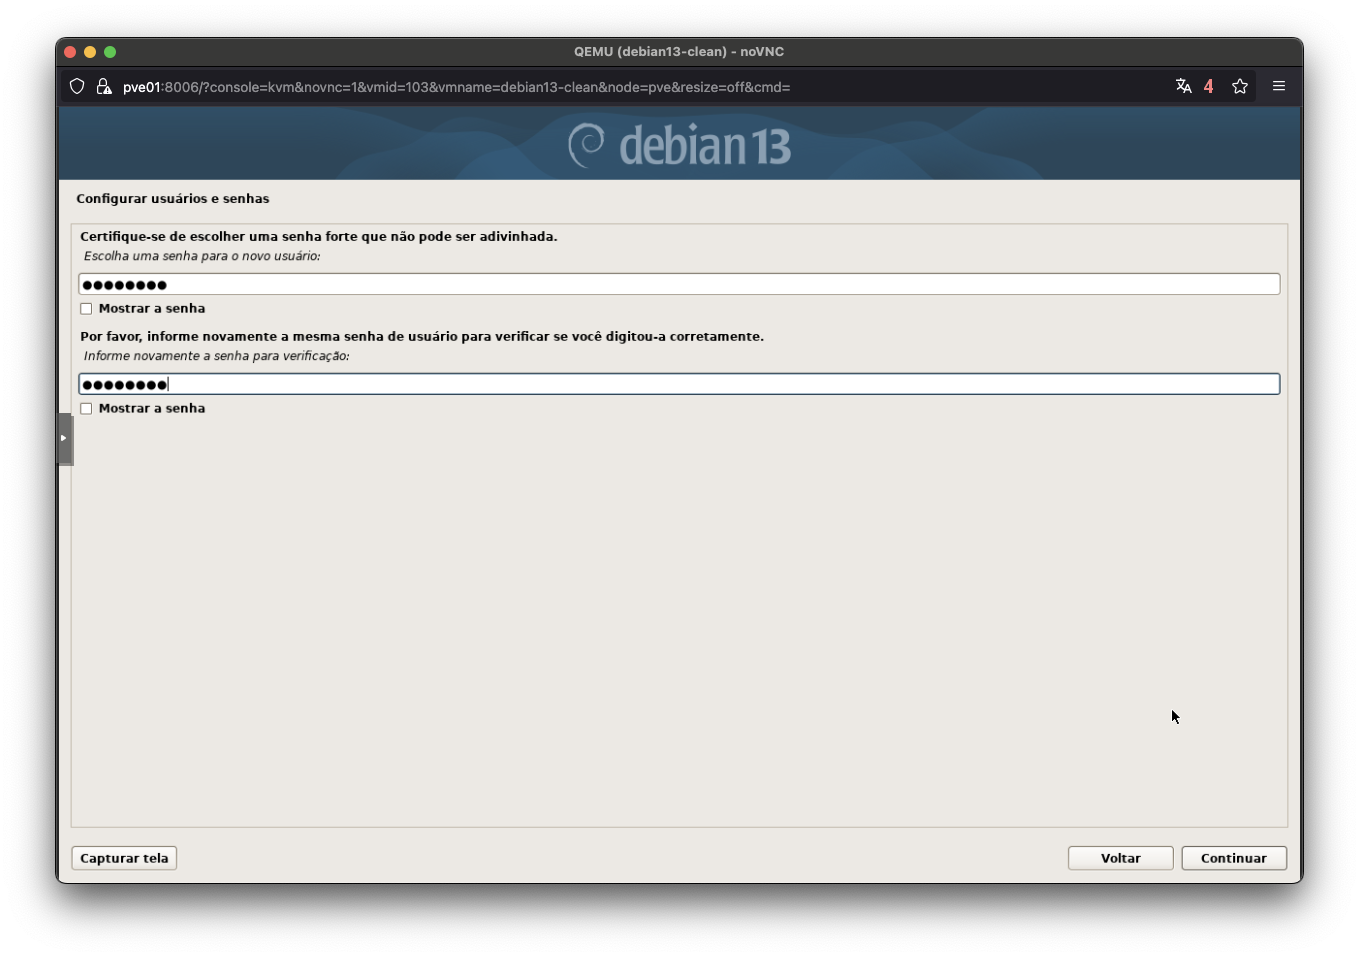 QEMU (debian13-clean) - noVNC
pve01:8006/?console=kvm&novnc=1&vmid=103&vmname=debian13-clean&node=pve&resize=off&cmd=
4
debian 13
Configurar usuários e senhas
Certifique-se de escolher uma senha forte que não pode ser adivinhada.
Escolha uma senha para o novo usuário:
●●●●●●●●
Mostrar a senha
Por favor, informe novamente a mesma senha de usuário para verificar se você digitou-a corretamente.
Informe novamente a senha para verificação:
●●●●●●●●
Mostrar a senha
Capturar tela
Voltar
Continuar